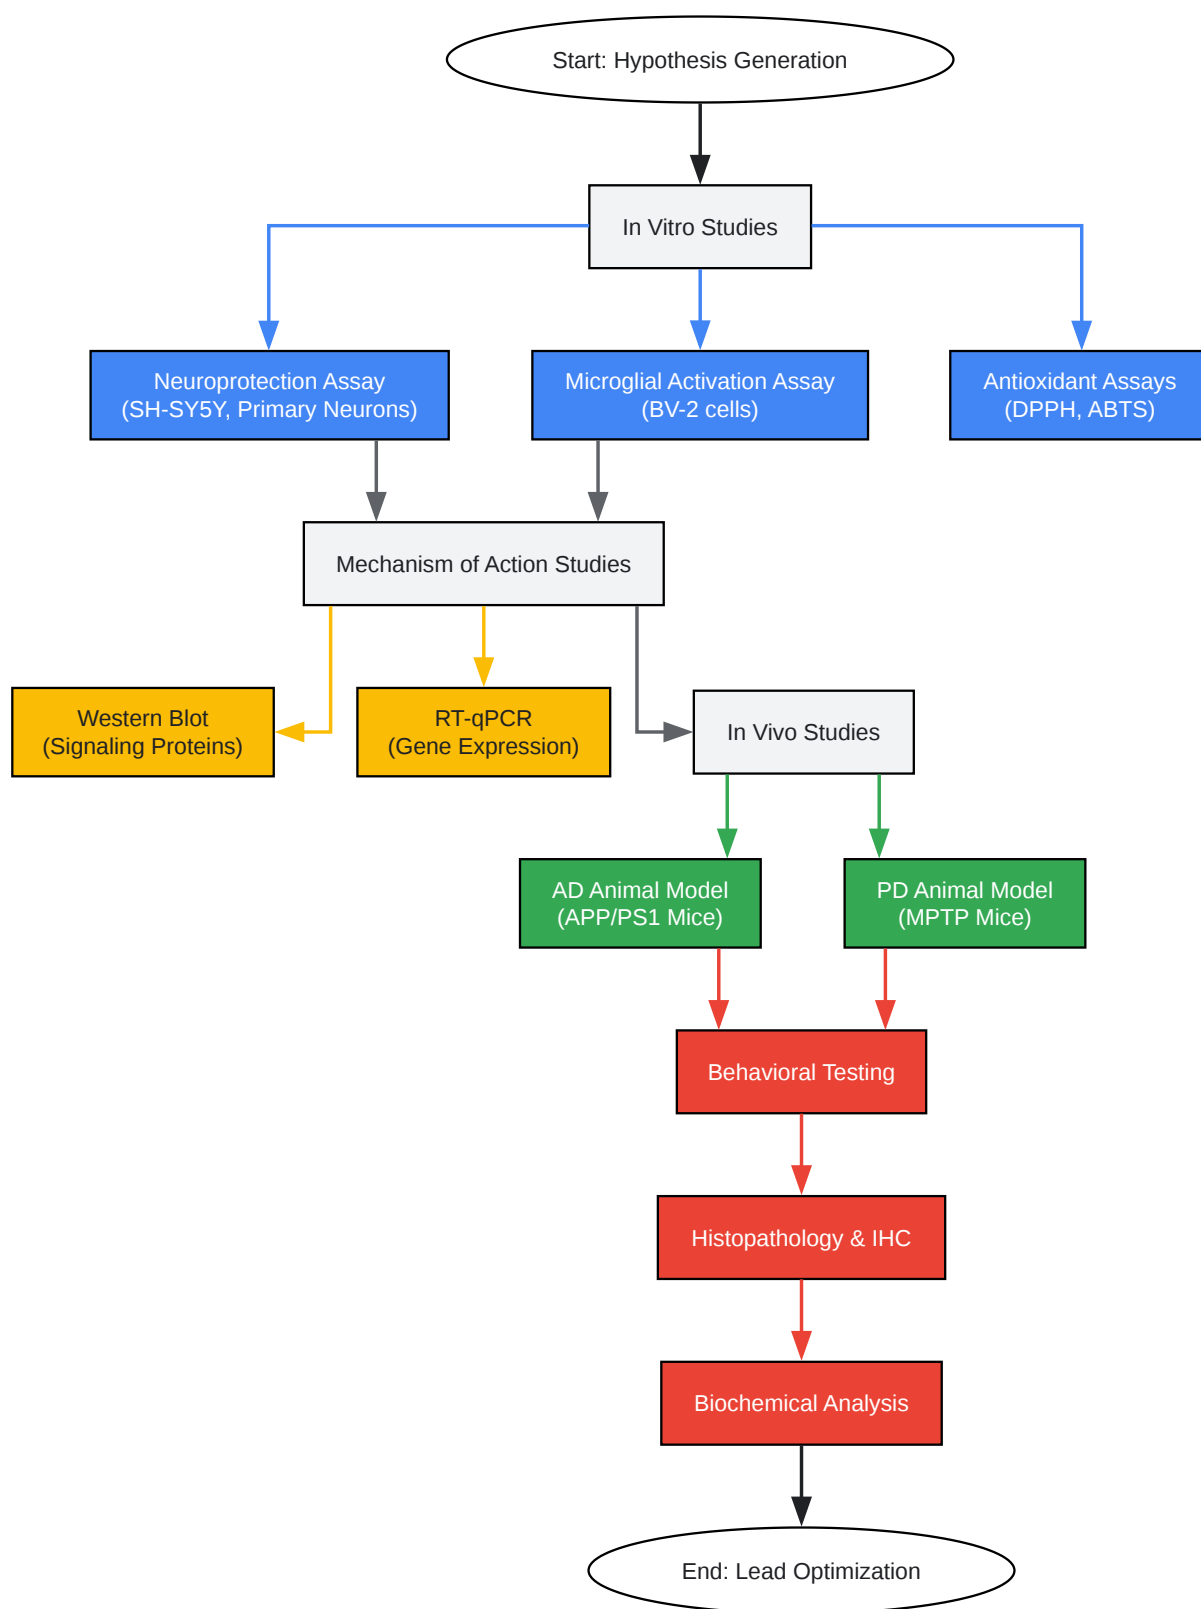 Start: Hypothesis Generation
In Vitro Studies
Neuroprotection Assay
(SH-SY5Y, Primary Neurons)
Microglial Activation Assay
(BV-2 cells)
Antioxidant Assays
(DPPH, ABTS)
Mechanism of Action Studies
Western Blot
(Signaling Proteins)
RT-qPCR
(Gene Expression)
In Vivo Studies
AD Animal Model
(APP/PS1 Mice)
PD Animal Model
(MPTP Mice)
Behavioral Testing
Histopathology & IHC
Biochemical Analysis
End: Lead Optimization